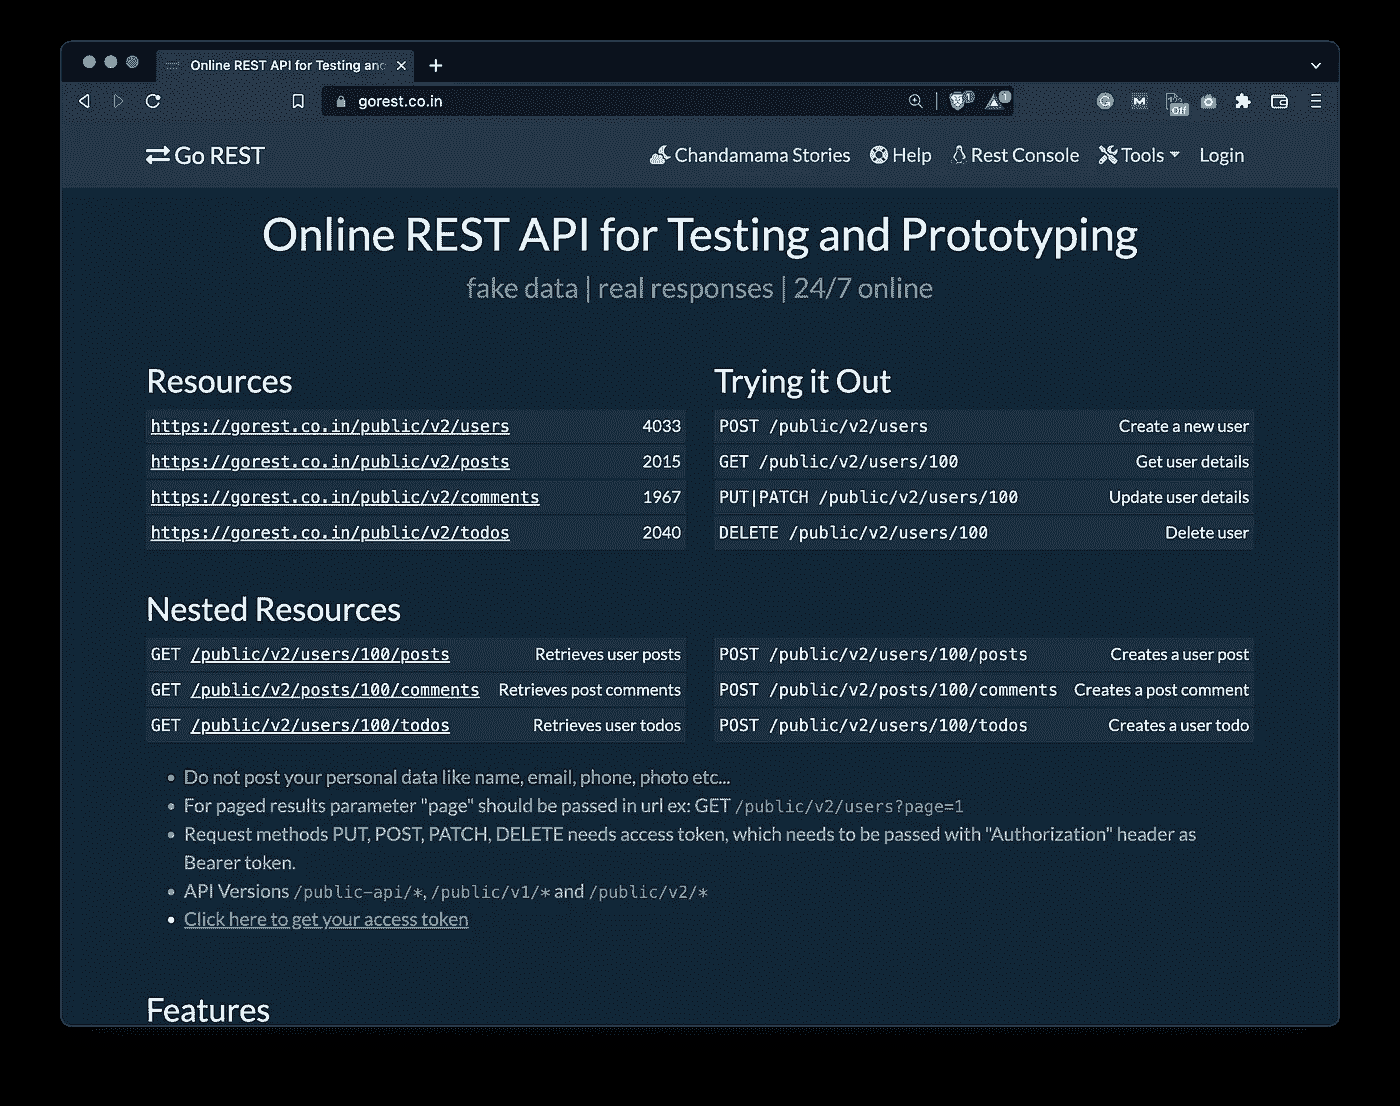 Online REST API for Testing and
gorest.co.in
1
1
Off
Go REST
Chandamama Stories
Help
Rest Console
Tools
Login
Online REST API for Testing and Prototyping
fake data | real responses | 24/7 online
Resources
https://gorest.co.in/public/v2/users 4033
https://gorest.co.in/public/v2/posts 2015
https://gorest.co.in/public/v2/comments 1967
https://gorest.co.in/public/v2/todos 2040
Trying it Out
POST /public/v2/users Create a new user
GET /public/v2/users/100 Get user details
PUT|PATCH /public/v2/users/100 Update user details
DELETE /public/v2/users/100 Delete user
Nested Resources
GET /public/v2/users/100/posts Retrieves user posts
GET /public/v2/posts/100/comments Retrieves post comments
GET /public/v2/users/100/todos Retrieves user todos
POST /public/v2/users/100/posts Creates a user post
POST /public/v2/posts/100/comments Creates a post comment
POST /public/v2/users/100/todos Creates a user todo
Do not post your personal data like name, email, phone, photo etc...
For paged results parameter "page" should be passed in url ex: GET /public/v2/users?page=1
Request methods PUT, POST, PATCH, DELETE needs access token, which needs to be passed with "Authorization" header as
Bearer token.
API Versions /public-api/*, /public/v1/* and /public/v2/*
Click here to get your access token
Features